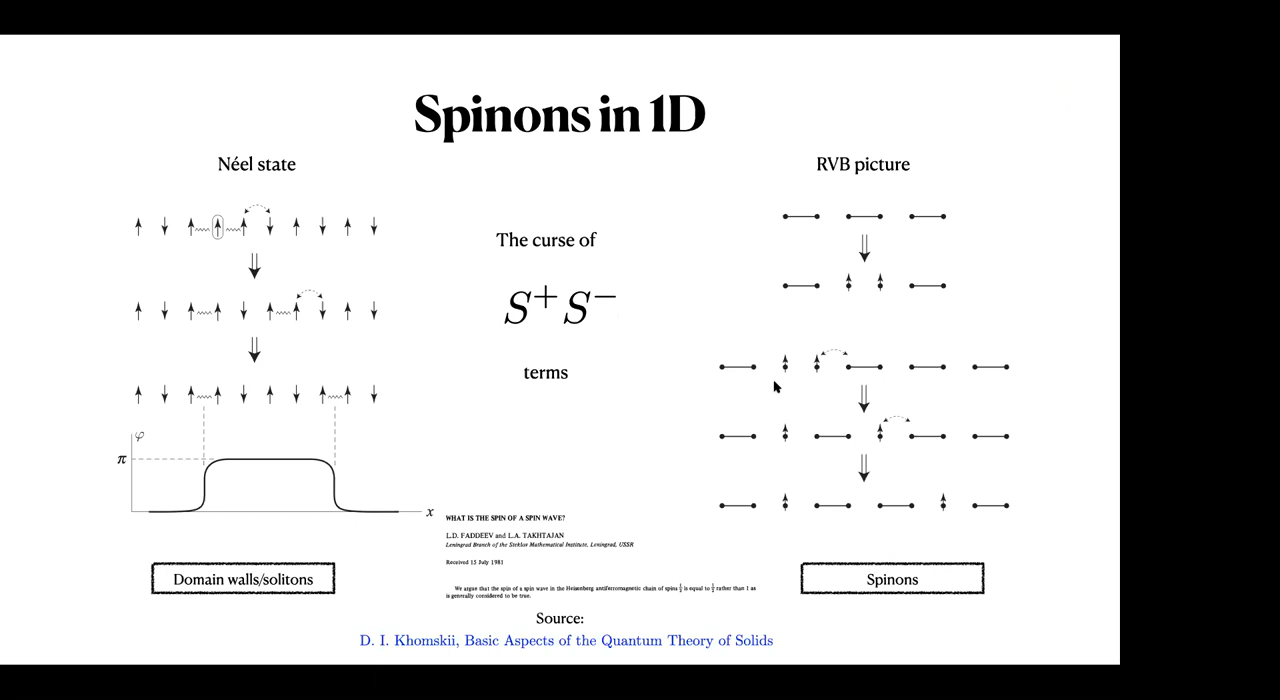 Spinons in 1D
Néel state
RVB picture
The curse of
S⁺S⁻
terms
φ
π
x
WHAT IS THE SPIN OF A SPIN WAVE?
L.D. FADDEEV and L.A. TAKHTAJAN
Leningrad Branch of the Steklov Mathematical Institute, Leningrad, USSR
Received 15 July 1981
We argue that the spin of a spin wave in the Heisenberg antiferromagnetic chain of spins ½ is equal to ½ rather than 1 as
is generally considered to be true.
Domain walls/solitons
Spinons
Source:
D. I. Khomskii, Basic Aspects of the Quantum Theory of Solids